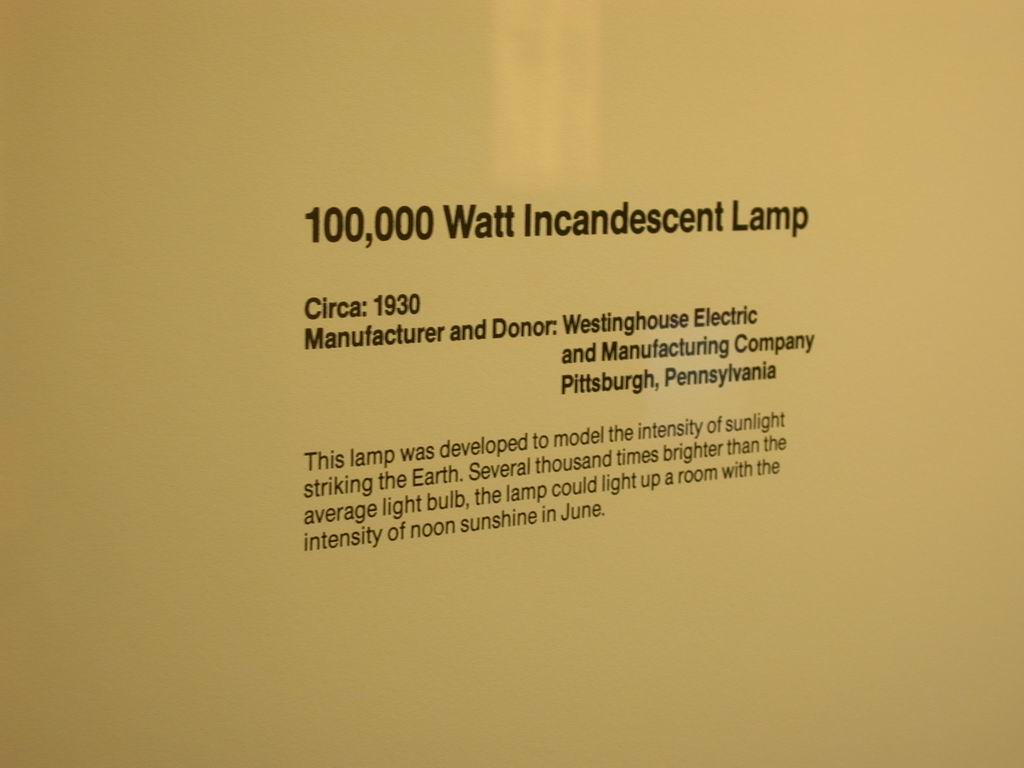 100,000 Watt Incandescent Lamp
Circa: 1930
Manufacturer and Donor: Westinghouse Electric
and Manufacturing Company
Pittsburgh, Pennsylvania
This lamp was developed to model the intensity of sunlight
striking the Earth. Several thousand times brighter than the
average light bulb, the lamp could light up a room with the
intensity of noon sunshine in June.